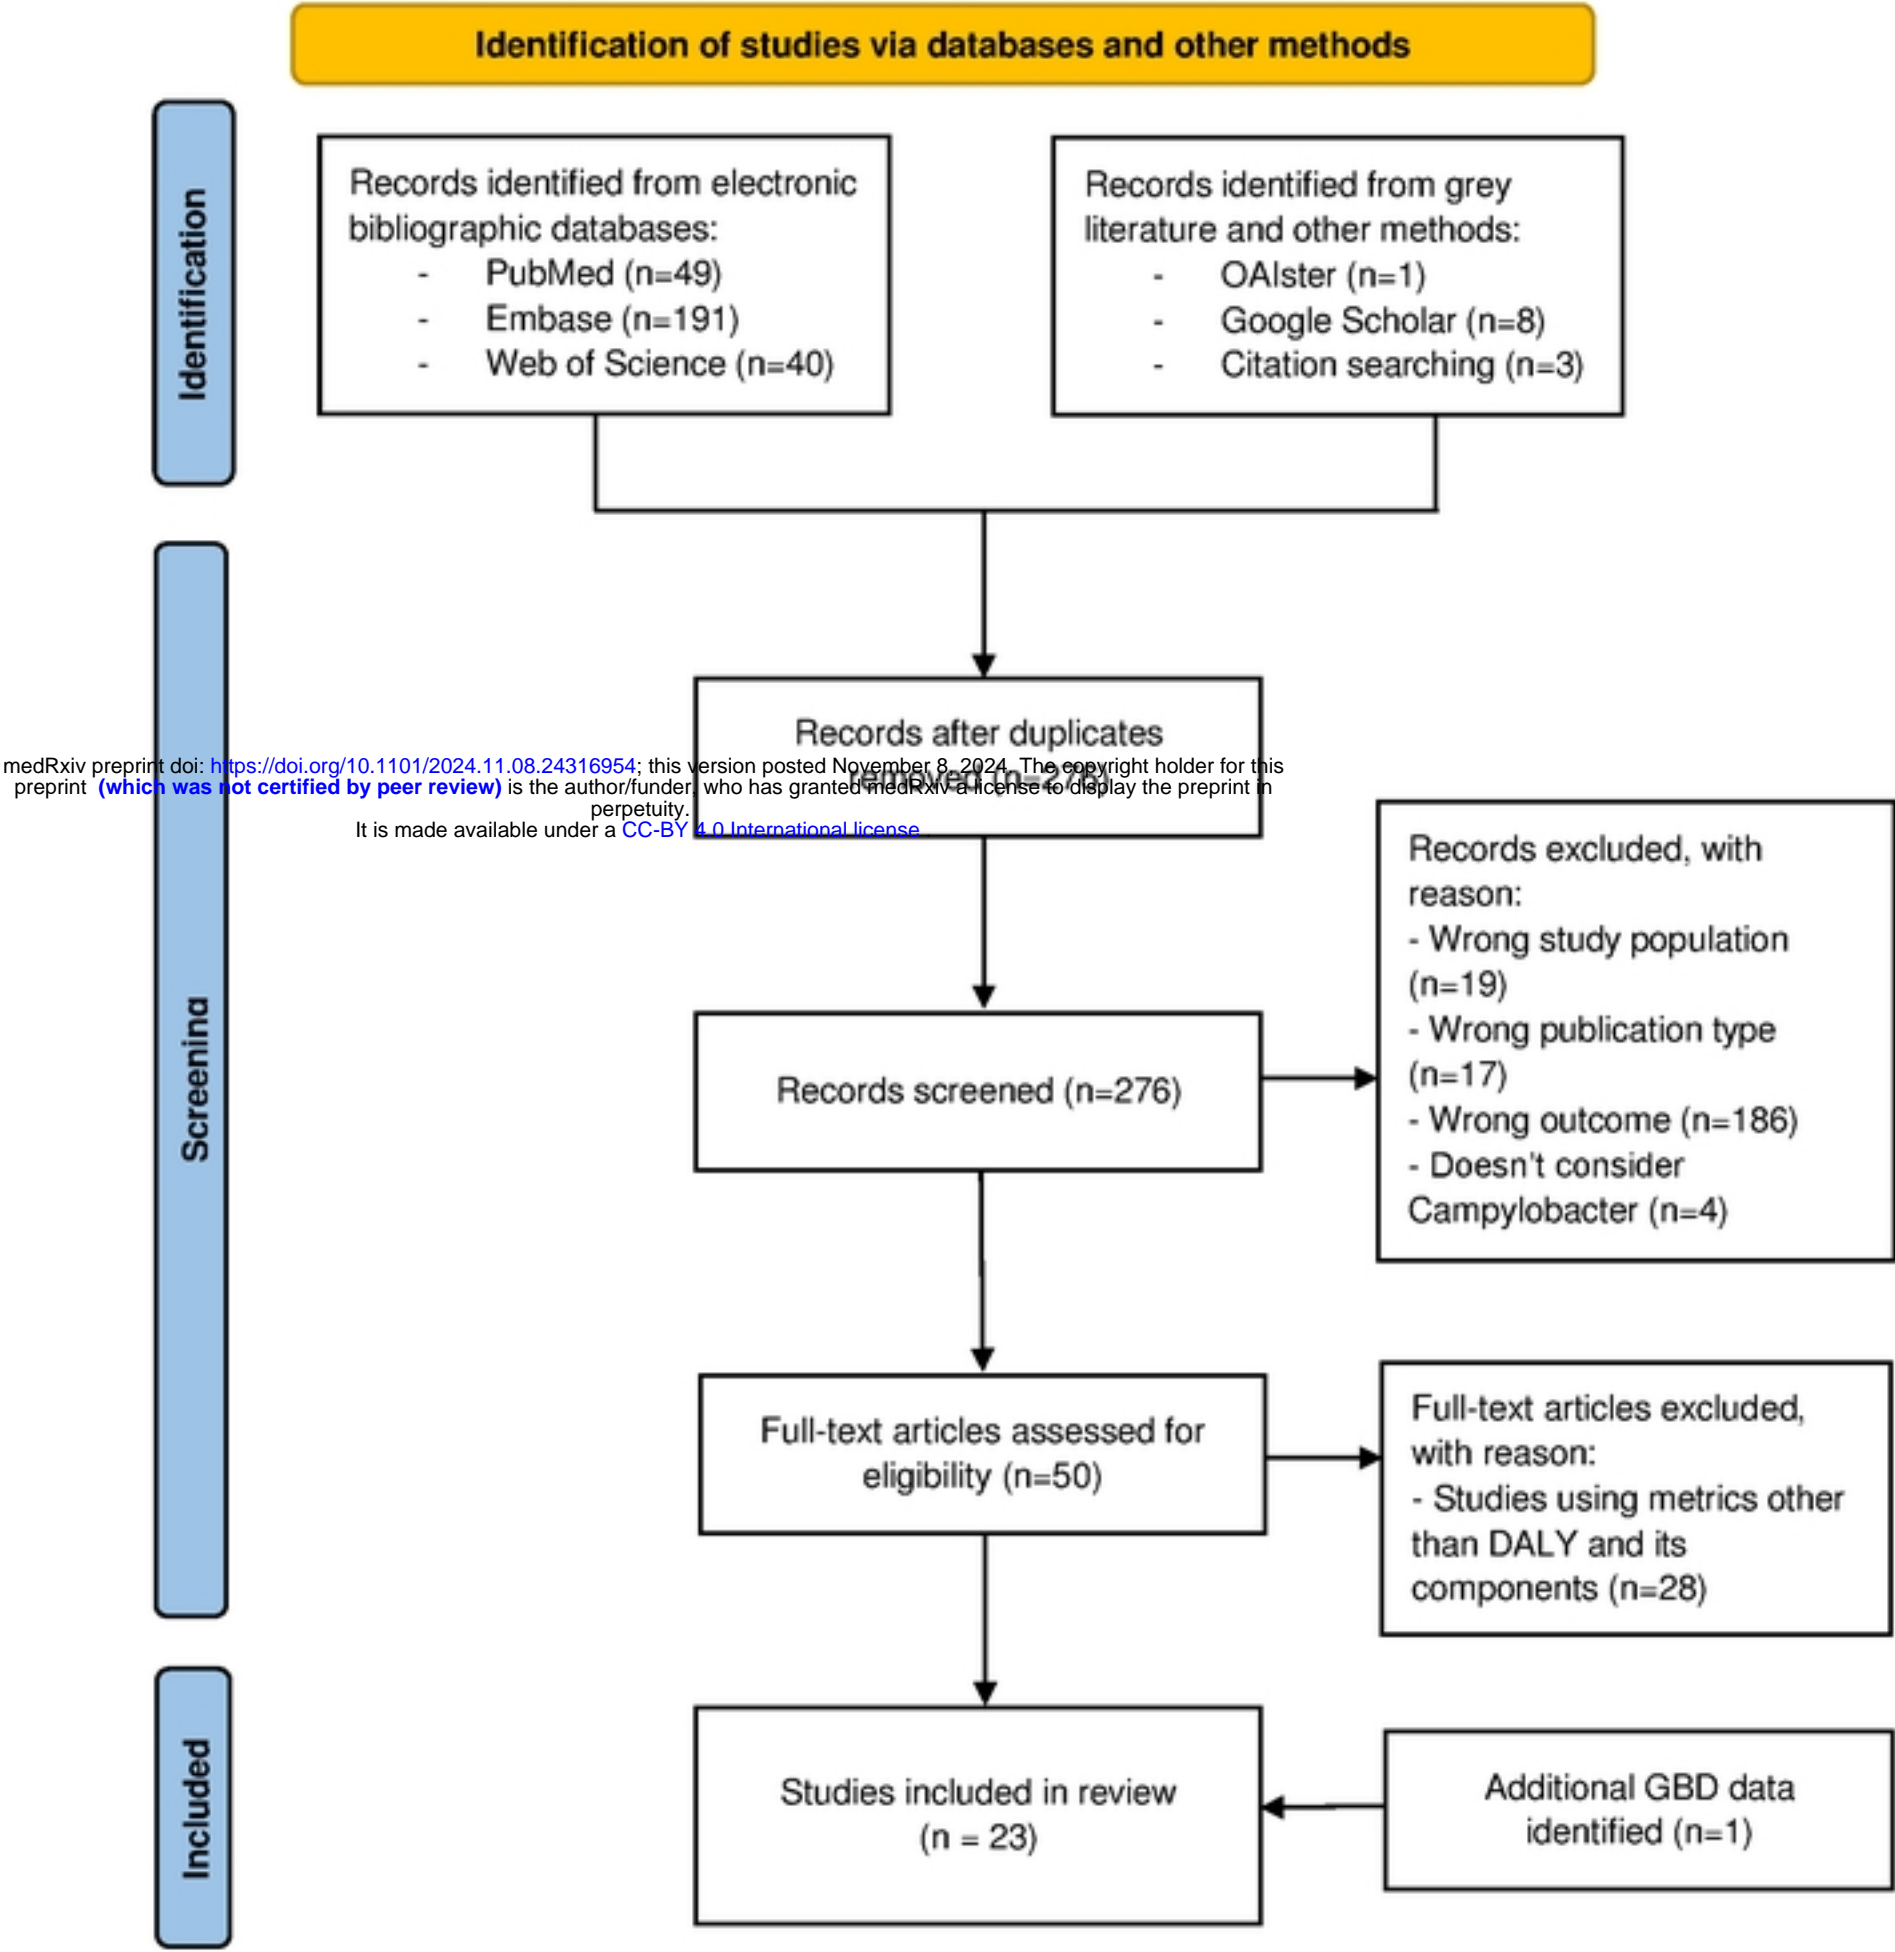 Identification of studies via databases and other methods
Identification
Records identified from electronic
bibliographic databases:
- PubMed (n=49)
- Embase (n=191)
- Web of Science (n=40)
Records identified from grey
literature and other methods:
- OAIster (n=1)
- Google Scholar (n=8)
- Citation searching (n=3)
Screening
Records after duplicates
removed (n=276)
medRxiv preprint doi: https://doi.org/10.1101/2024.11.08.24316954; this version posted November 8, 2024. The copyright holder for this
preprint (which was not certified by peer review) is the author/funder, who has granted medRxiv a license to display the preprint in
perpetuity.
It is made available under a CC-BY 4.0 International license .
Records screened (n=276)
Records excluded, with
reason:
- Wrong study population
(n=19)
- Wrong publication type
(n=17)
- Wrong outcome (n=186)
- Doesn't consider
Campylobacter (n=4)
Full-text articles assessed for
eligibility (n=50)
Full-text articles excluded,
with reason:
- Studies using metrics other
than DALY and its
components (n=28)
Included
Studies included in review
(n = 23)
Additional GBD data
identified (n=1)